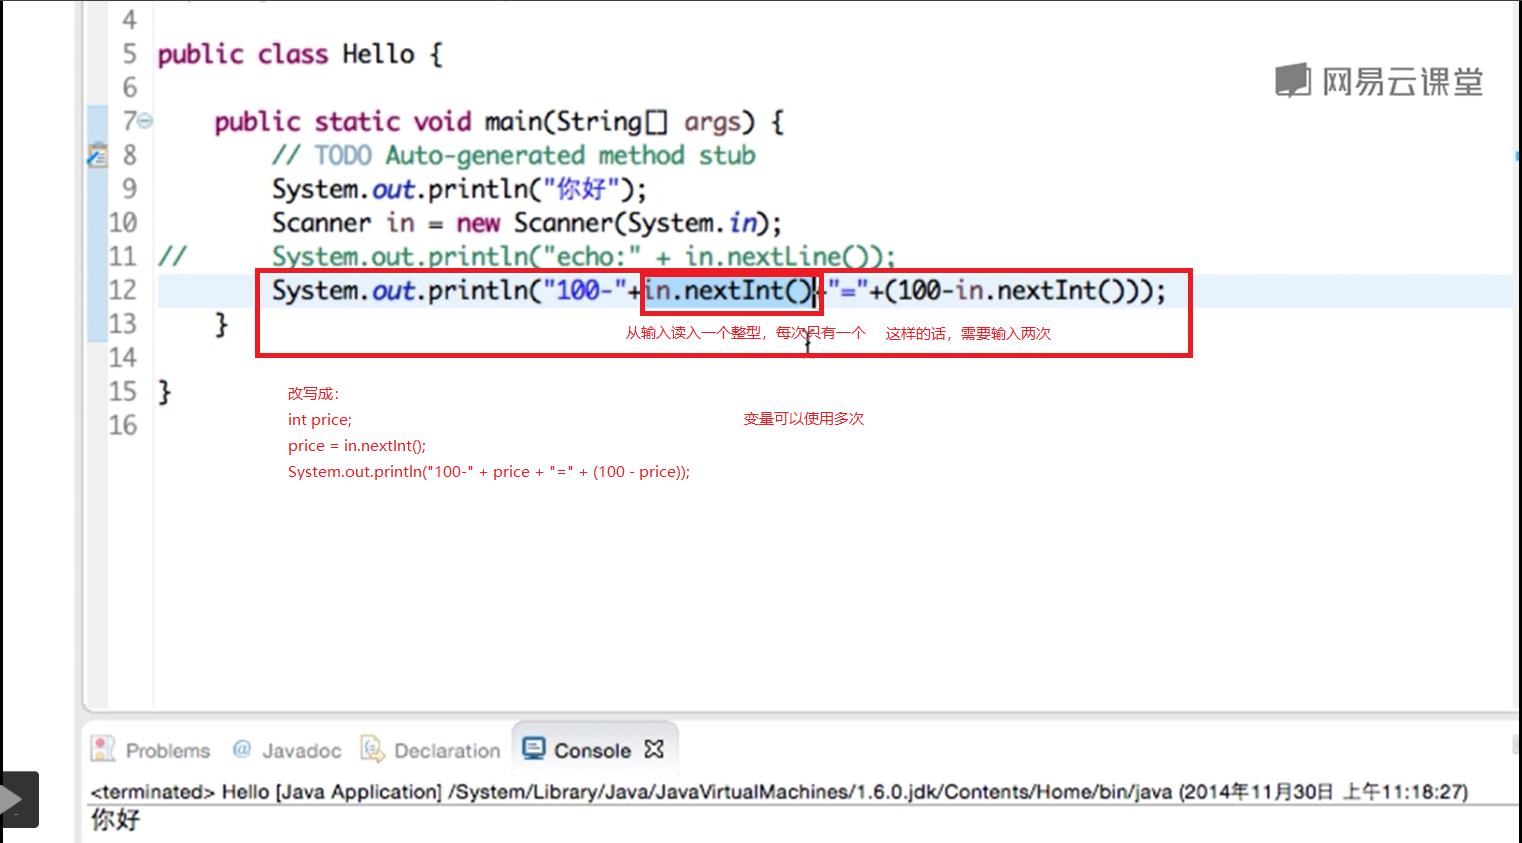 4
5 public class Hello {
网易云课堂
6
7 public static void main(String[] args) {
8 // TODO Auto-generated method stub
9 System.out.println("你好");
10 Scanner in = new Scanner(System.in);
11 // System.out.println("echo:" + in.nextLine());
12 System.out.println("100-"+in.nextInt()+"="+(100-in.nextInt()));
13 }
从输入读入一个整型，每次只有一个 这样的话，需要输入两次
14
15 }
改写成：
16
int price;
变量可以使用多次
price = in.nextInt();
System.out.println("100-" + price + "=" + (100 - price));
Problems @ Javadoc Declaration Console
<terminated> Hello [Java Application] /System/Library/Java/JavaVirtualMachines/1.6.0.jdk/Contents/Home/bin/java (2014年11月30日 上午11:18:27)
你好